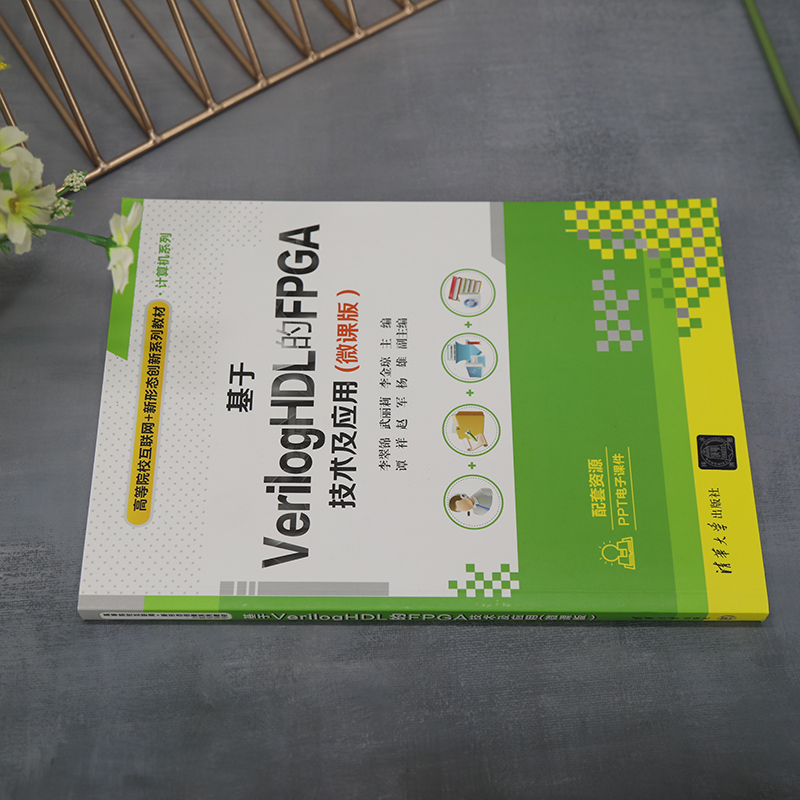 高等院校互联网+新形态创新系列教材 · 计算机系列
基于
VerilogHDL的FPGA
技术及应用(微课版)
李翠锦 武丽莉 李金琼 主 编
谭 祥 赵 军 杨 雄 副主编
配套资源
PPT电子课件
清华大学出版社
基于VerilogHDL的FPGA技术及应用(微课版)